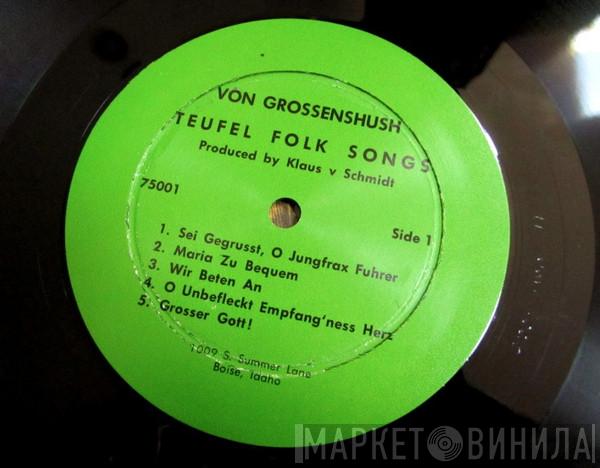 VON GROSSENSHUSH
TEUFEL FOLK SONGS
Produced by Klaus v Schmidt
75001
Side 1
1. Sei Gegrusst, O Jungfrax Fuhrer
2. Maria Zu Bequem
3. Wir Beten An
4. O Unbefleckt Empfang'ness Herz
5. Grosser Gott!
1009 S. Summer Lane
Boise, Idaho
МАРКЕТ ВИНИЛА